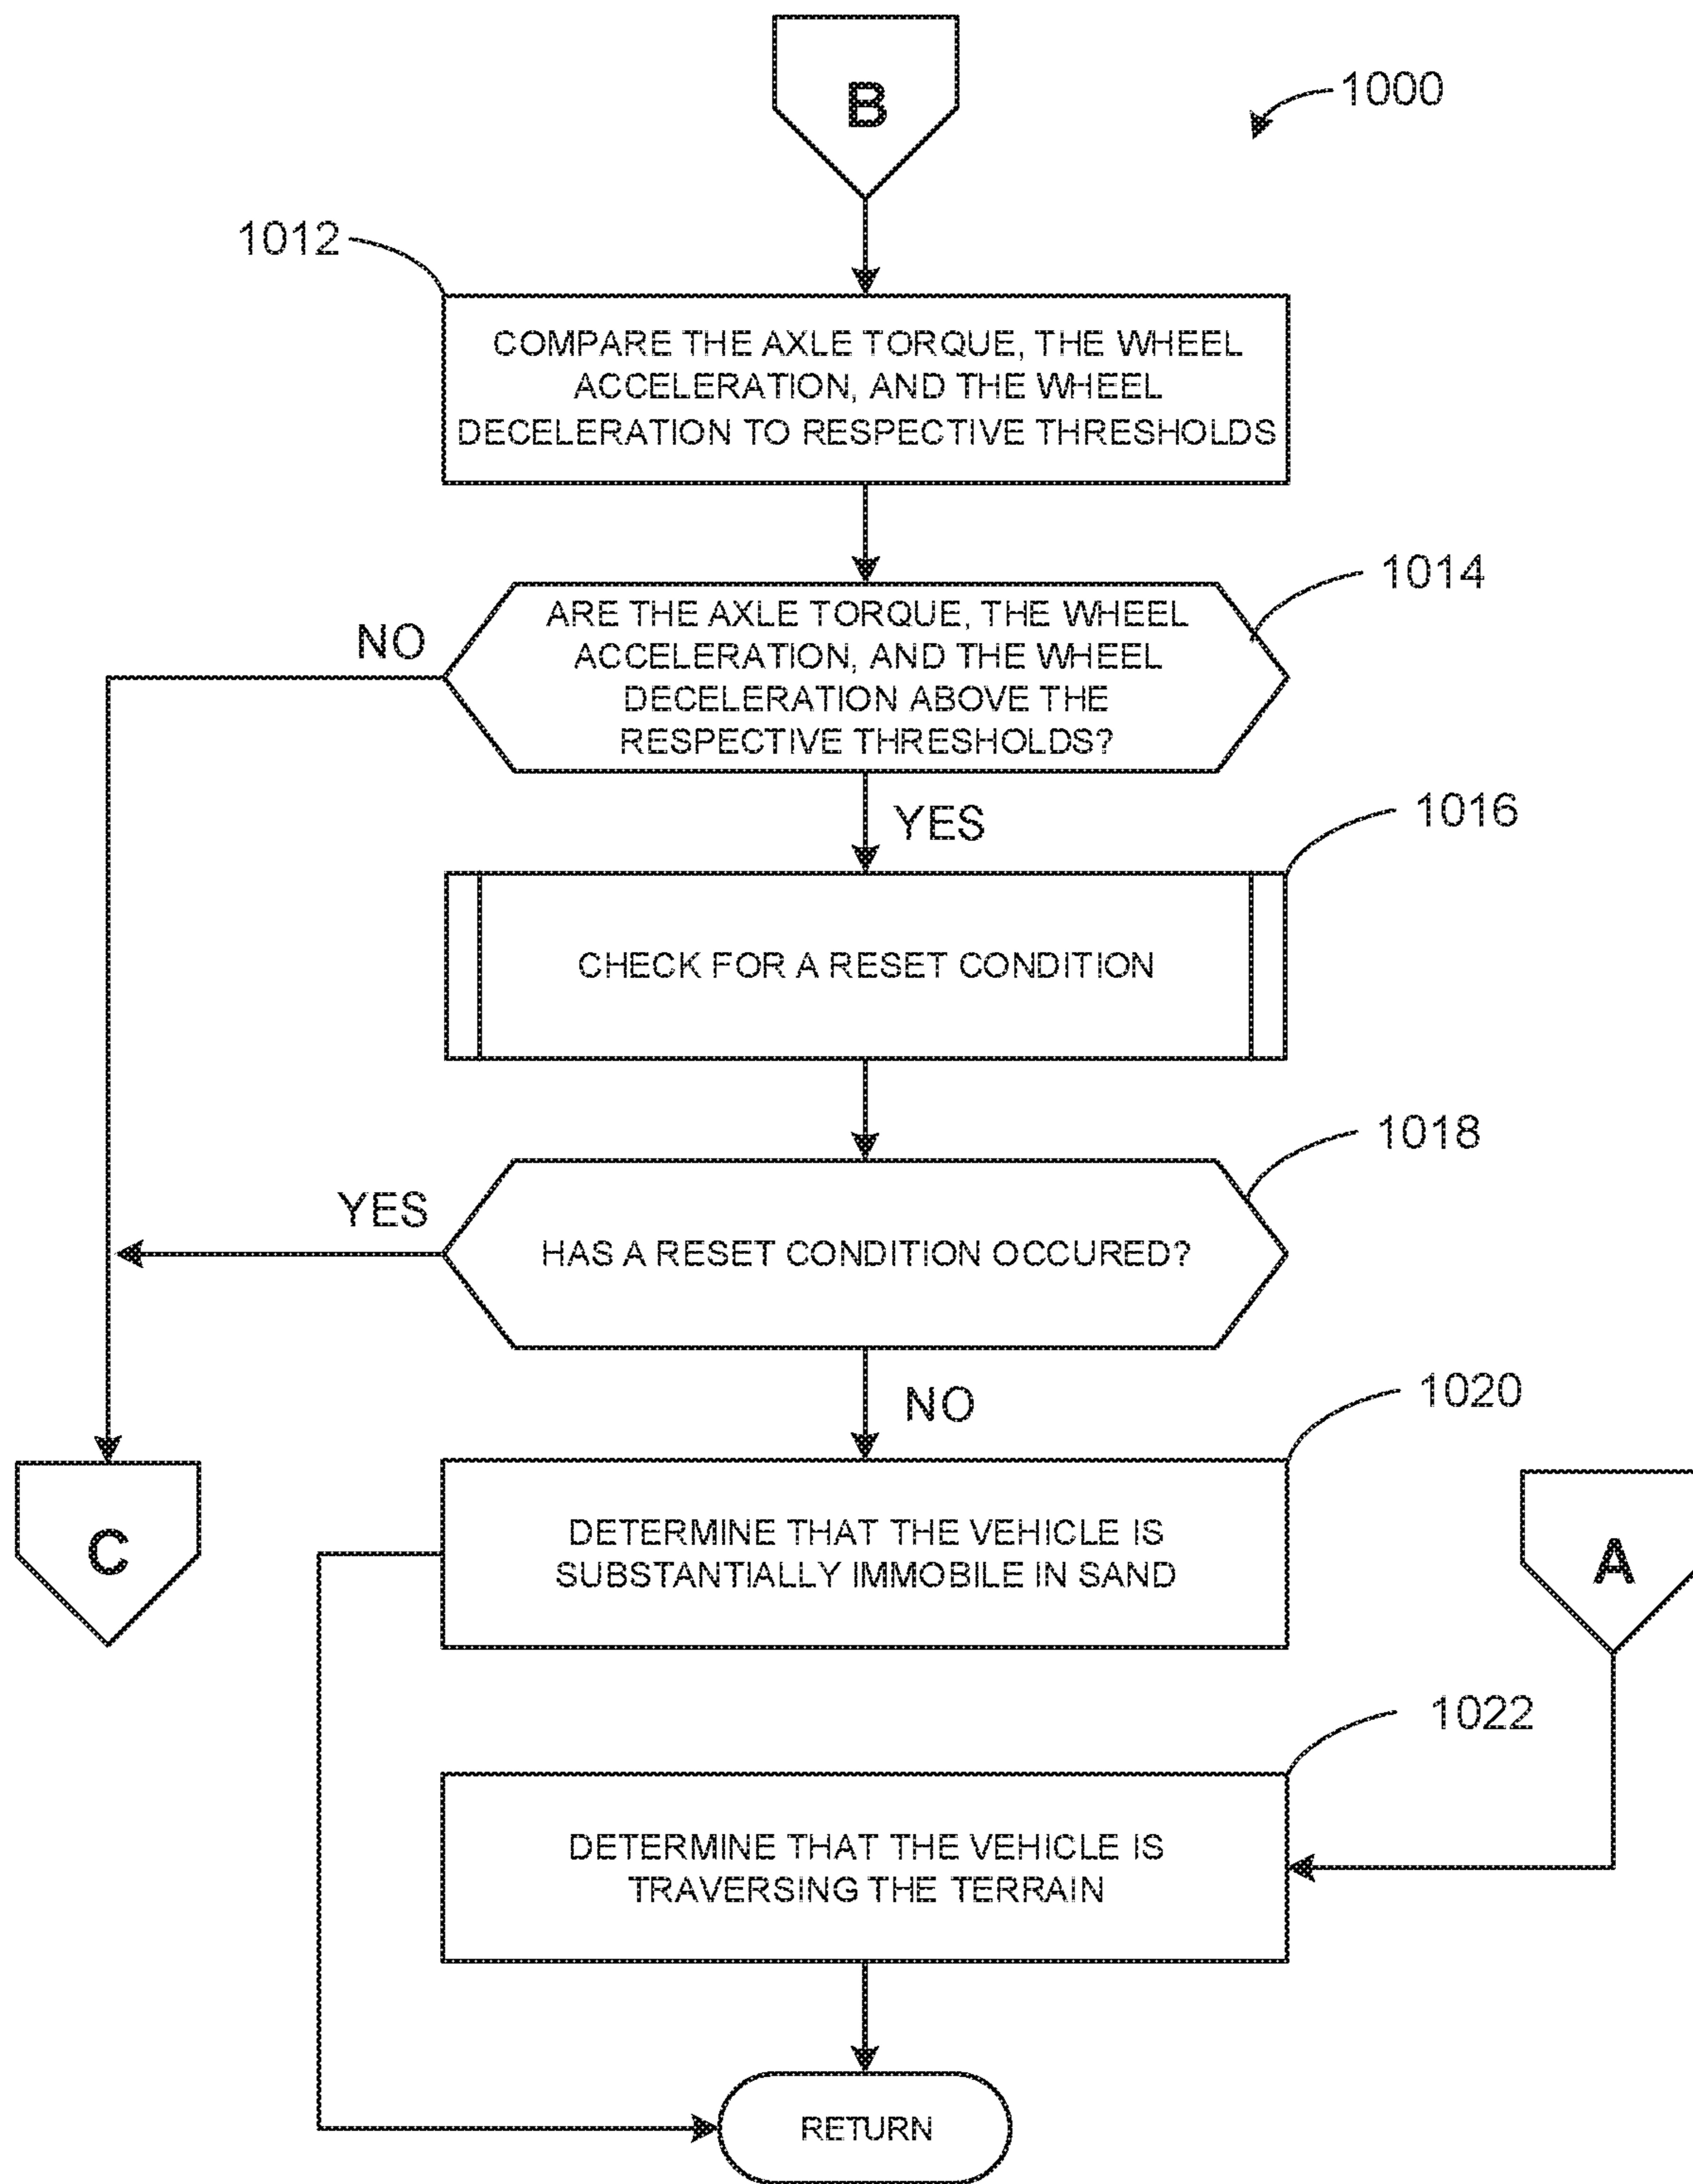 B
1000
1012
COMPARE THE AXLE TORQUE, THE WHEEL
ACCELERATION, AND THE WHEEL
DECELERATION TO RESPECTIVE THRESHOLDS
1014
NO
ARE THE AXLE TORQUE, THE WHEEL
ACCELERATION, AND THE WHEEL
DECELERATION ABOVE THE
RESPECTIVE THRESHOLDS?
YES
1016
CHECK FOR A RESET CONDITION
1018
YES
HAS A RESET CONDITION OCCURED?
NO
1020
C
DETERMINE THAT THE VEHICLE IS
SUBSTANTIALLY IMMOBILE IN SAND
A
1022
DETERMINE THAT THE VEHICLE IS
TRAVERSING THE TERRAIN
RETURN